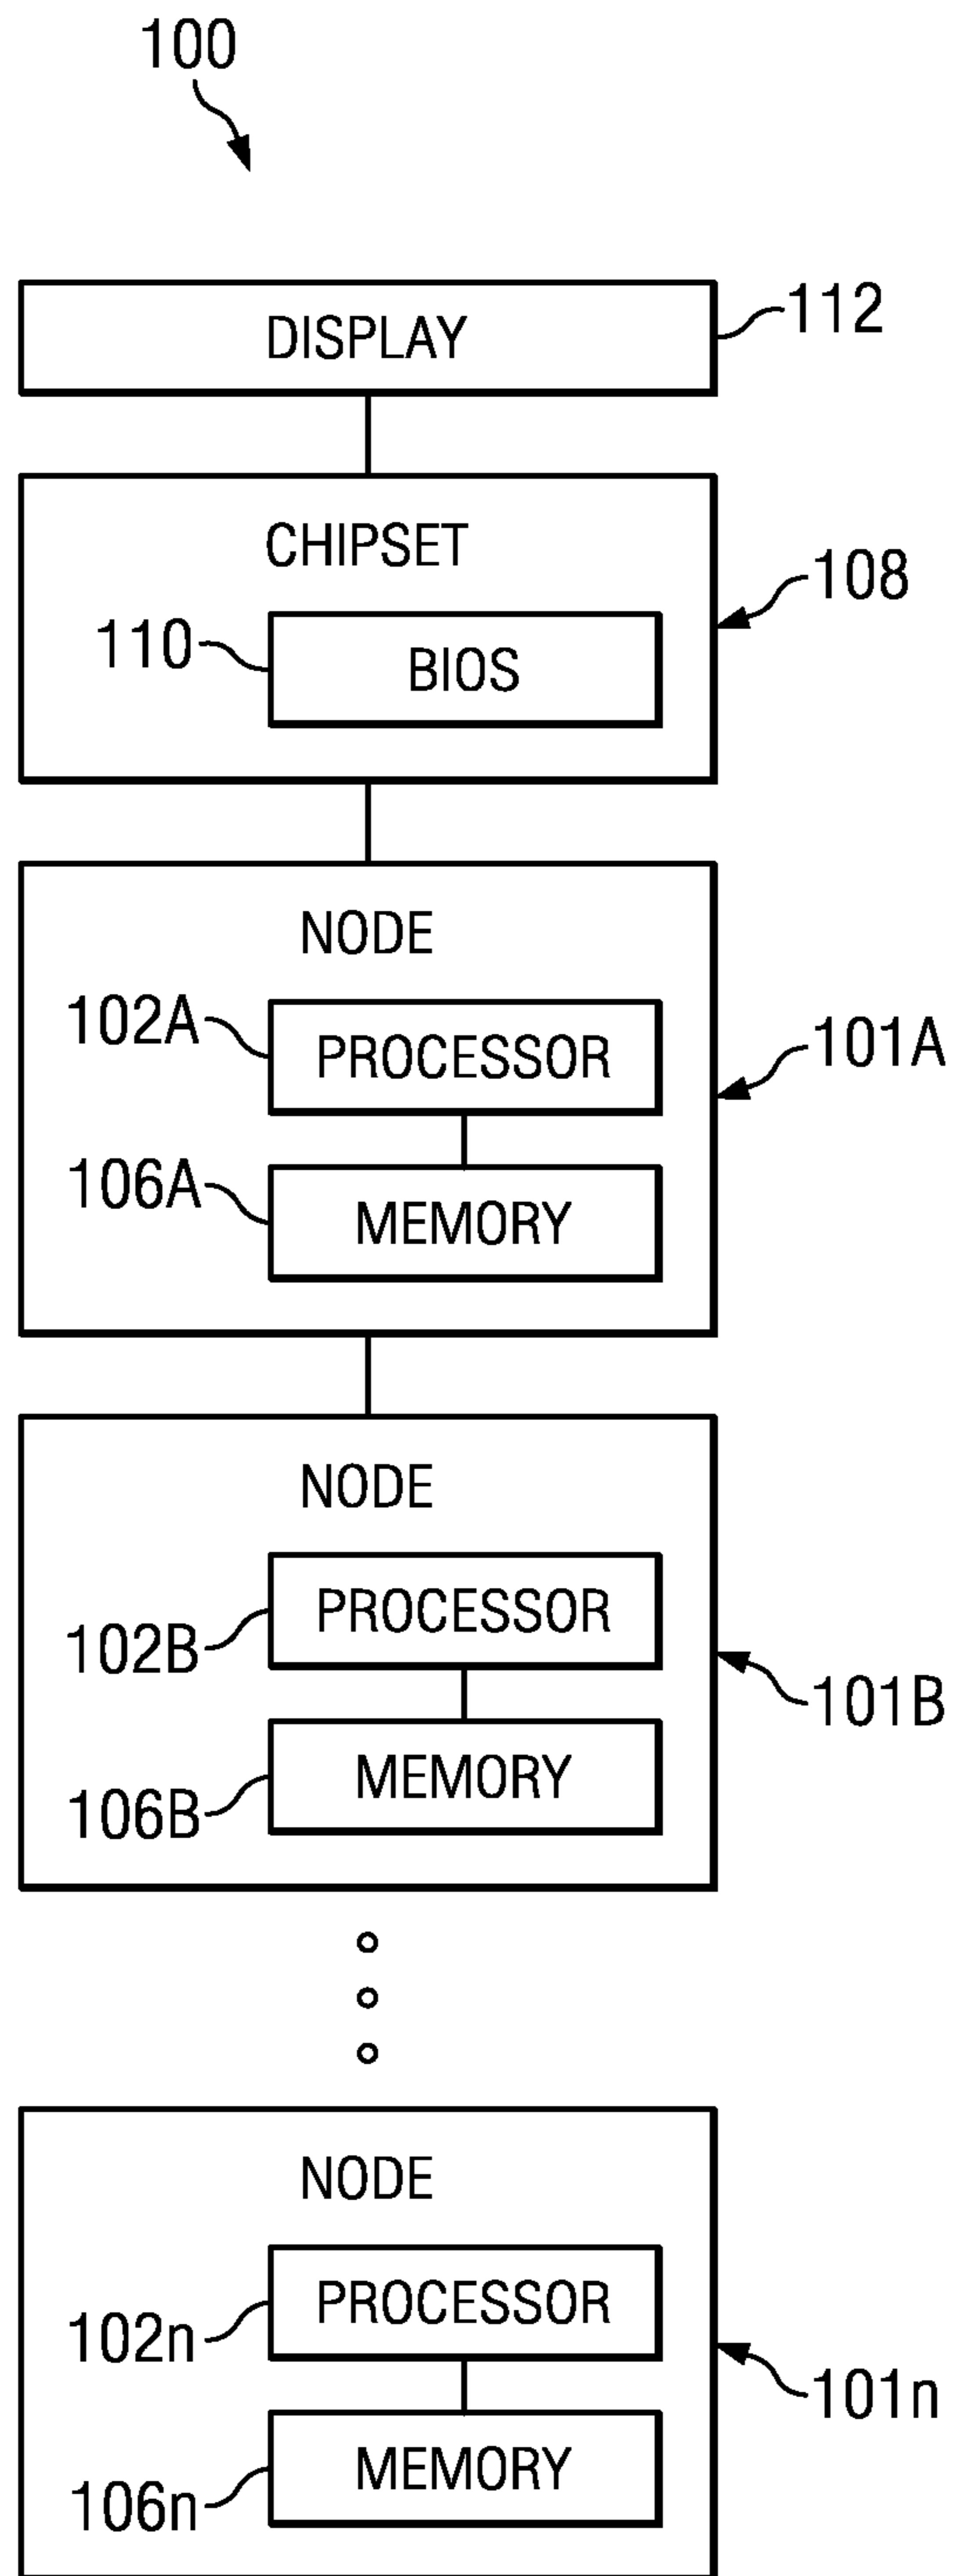 100
DISPLAY
112
CHIPSET
108
110
BIOS
NODE
102A
PROCESSOR
101A
106A
MEMORY
NODE
PROCESSOR
102B
101B
MEMORY
106B
NODE
PROCESSOR
102n
101n
MEMORY
106n